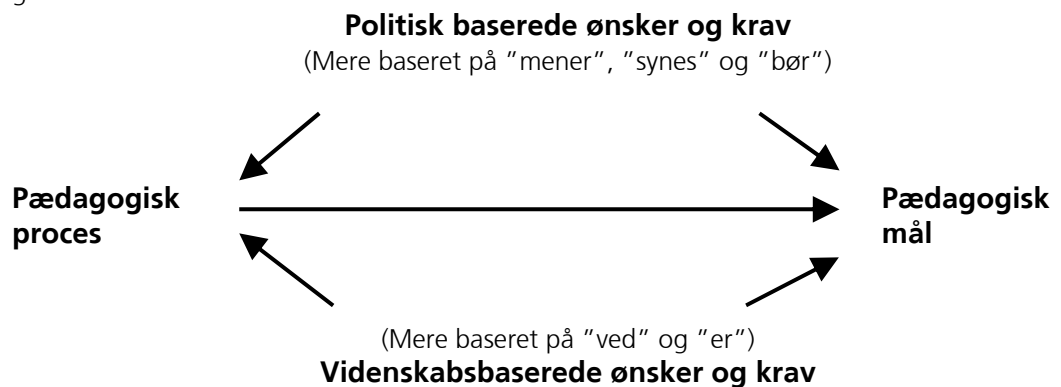 g
Politisk baserede ønsker og krav
(Mere baseret på ”mener”, ”synes” og ”bør”)
Pædagogisk
proces
Pædagogisk
mål
(Mere baseret på ”ved” og ”er”)
Videnskabsbaserede ønsker og krav